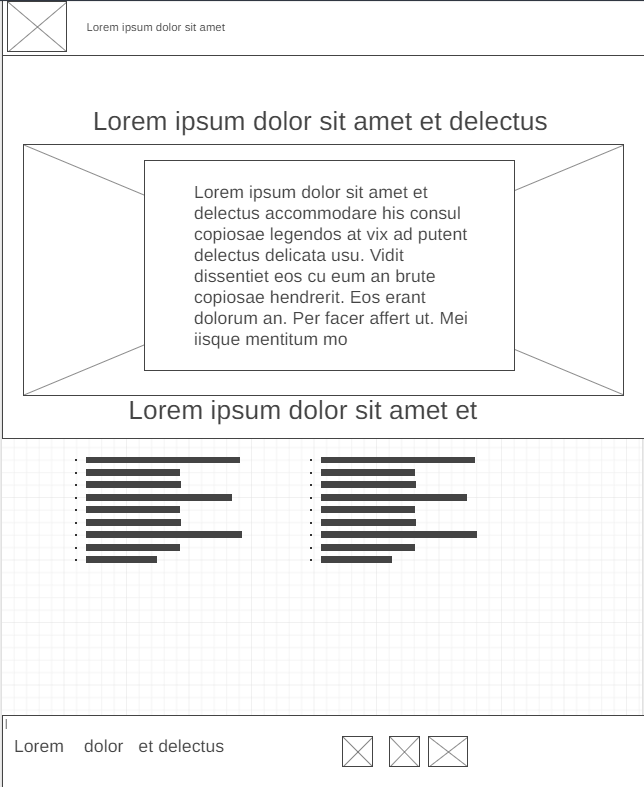 Lorem ipsum dolor sit amet
Lorem ipsum dolor sit amet et delectus
Lorem ipsum dolor sit amet et
delectus accommodare his consul
copiosae legendos at vix ad putent
delectus delicata usu. Vidit
dissentiet eos cu eum an brute
copiosae hendrerit. Eos erant
dolorum an. Per facer affert ut. Mei
iisque mentitum mo
Lorem ipsum dolor sit amet et
Lorem dolor et delectus